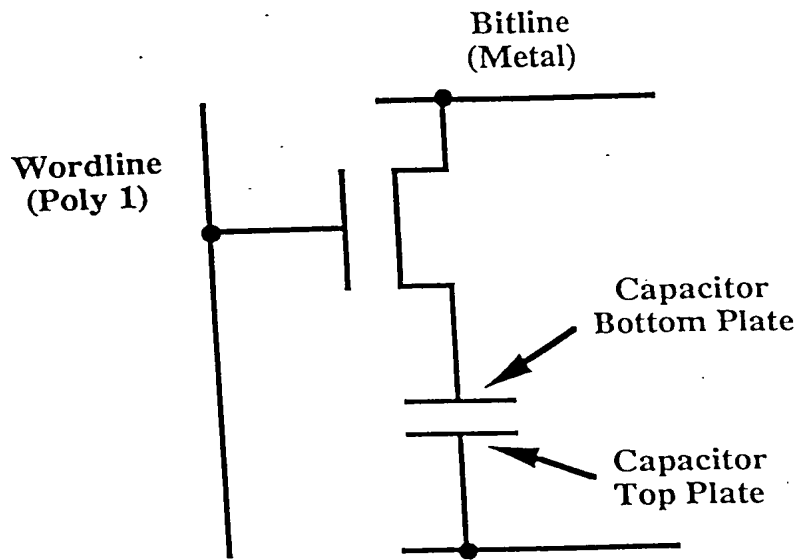 Bitline
(Metal)
Wordline
(Poly 1)
Capacitor
Bottom Plate
Capacitor
Top Plate